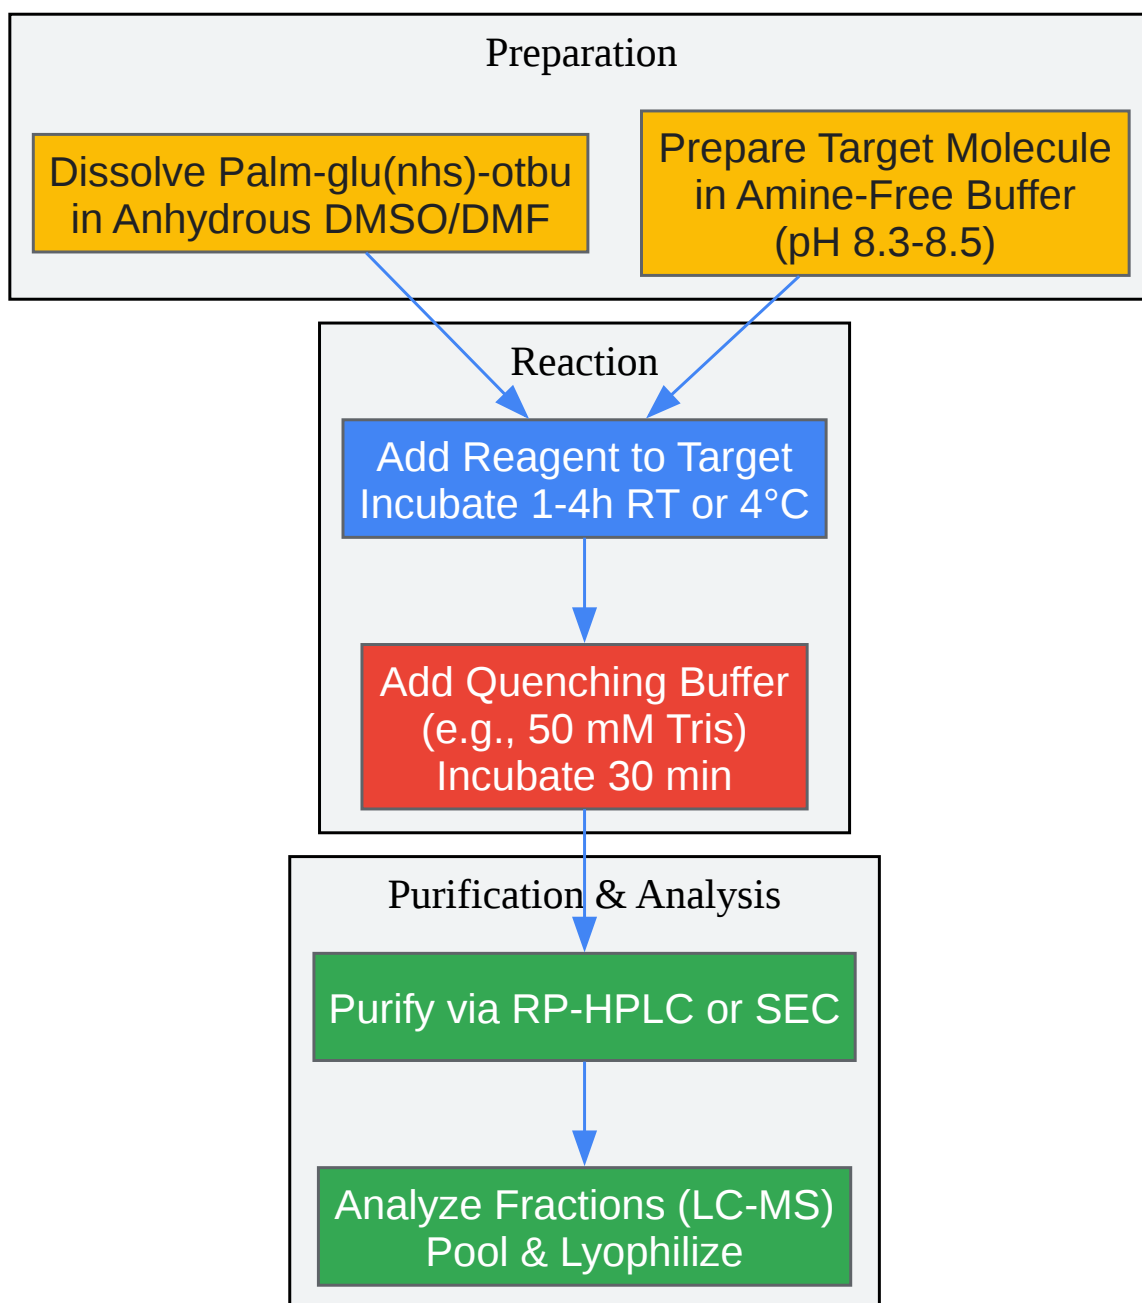 Preparation
Dissolve Palm-glu(nhs)-otbu
in Anhydrous DMSO/DMF
Prepare Target Molecule
in Amine-Free Buffer
(pH 8.3-8.5)
Reaction
Add Reagent to Target
Incubate 1-4h RT or 4°C
Add Quenching Buffer
(e.g., 50 mM Tris)
Incubate 30 min
Purification & Analysis
Purify via RP-HPLC or SEC
Analyze Fractions (LC-MS)
Pool & Lyophilize